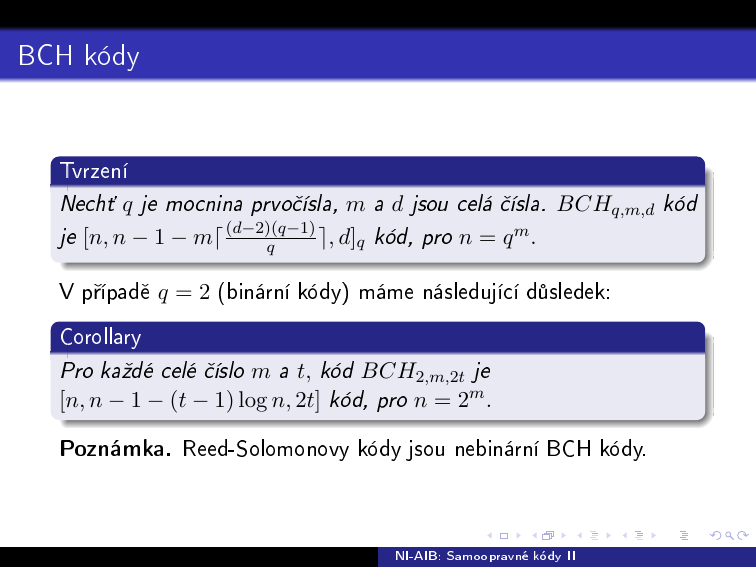 BCH kódy
Tvrzení
Nechť q je mocnina prvočísla, m a d jsou celá čísla. BCH_{q,m,d} kód
je [n, n − 1 − m⌈\frac{(d−2)(q−1)}{q}⌉, d]_q kód, pro n = q^m.
V případě q = 2 (binární kódy) máme následující důsledek:
Corollary
Pro každé celé číslo m a t, kód BCH_{2,m,2t} je
[n, n − 1 − (t − 1) log n, 2t] kód, pro n = 2^m.
Poznámka. Reed-Solomonovy kódy jsou nebinární BCH kódy.
NI-AIB: Samoopravné kódy II